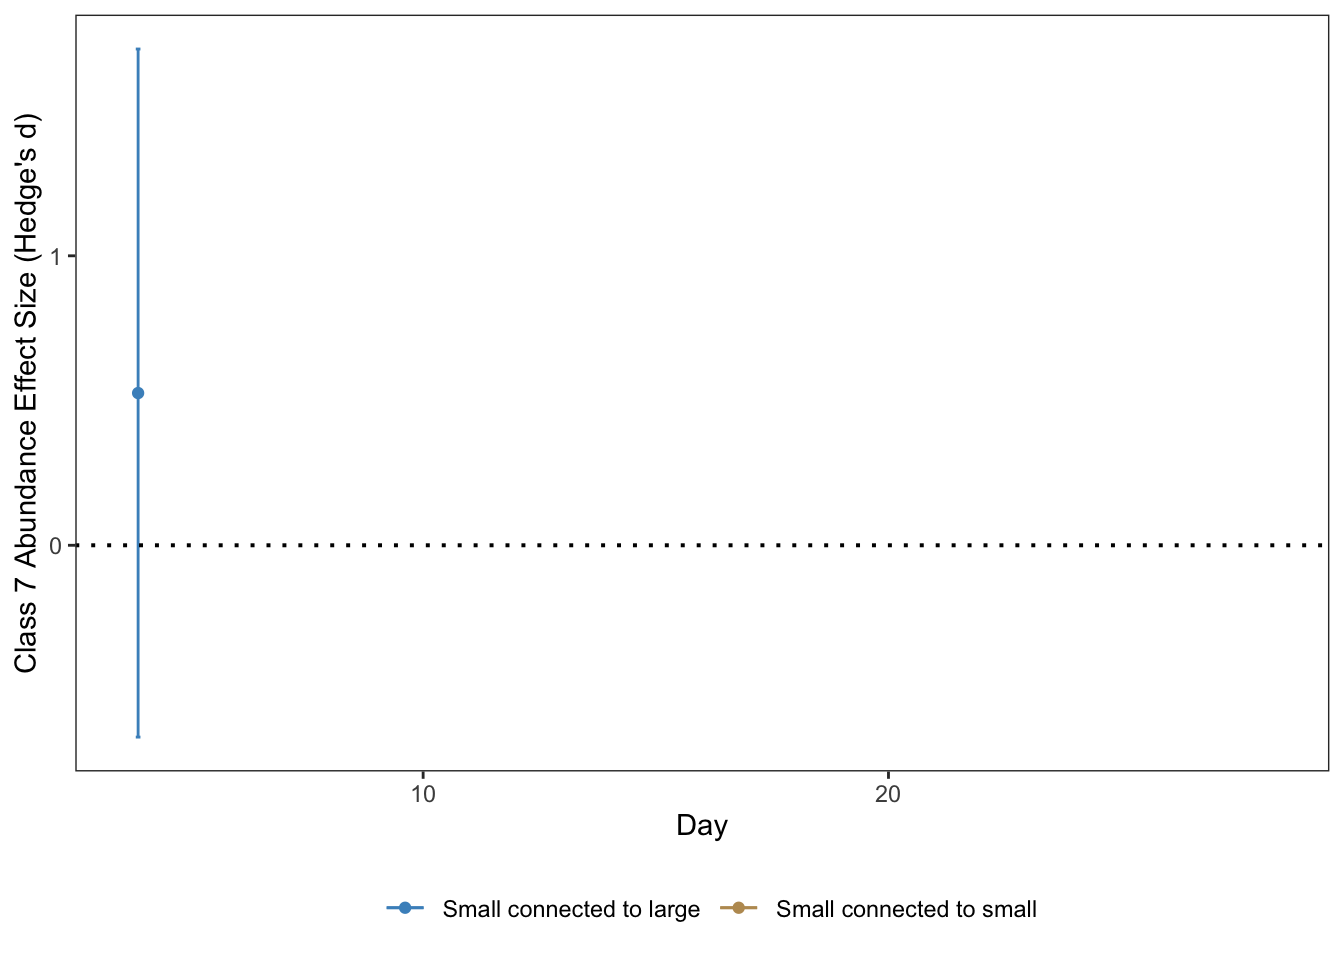 Class 7 Abundance Effect Size (Hedge's d)
1
0
10
20
Day
Small connected to large
Small connected to small